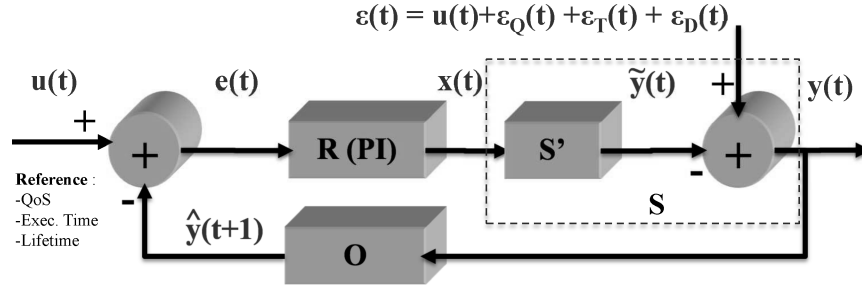 ε(t) = u(t)+ε_Q(t) +ε_T(t) + ε_D(t)
u(t)
e(t)
x(t)
ỹ(t)
y(t)
+
+
+
R (PI)
S’
+
-
-
Reference :
-QoS
-Exec. Time
-Lifetime
S
ŷ(t+1)
O